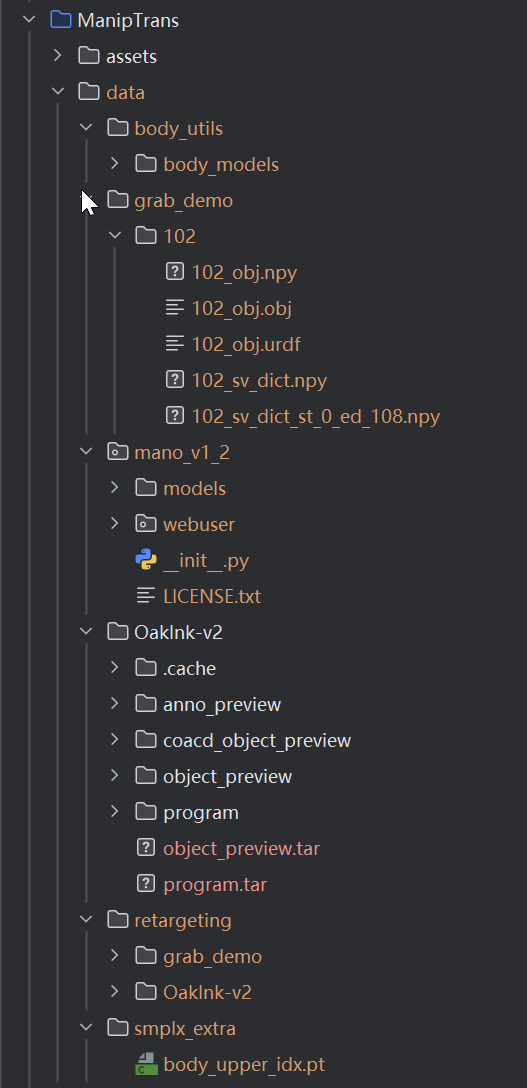 ManipTrans
assets
data
body_utils
body_models
grab_demo
102
102_obj.npy
102_obj.obj
102_obj.urdf
102_sv_dict.npy
102_sv_dict_st_0_ed_108.npy
mano_v1_2
models
webuser
__init__.py
LICENSE.txt
OakInk-v2
.cache
anno_preview
coacd_object_preview
object_preview
program
object_preview.tar
program.tar
retargeting
grab_demo
OakInk-v2
smplx_extra
body_upper_idx.pt